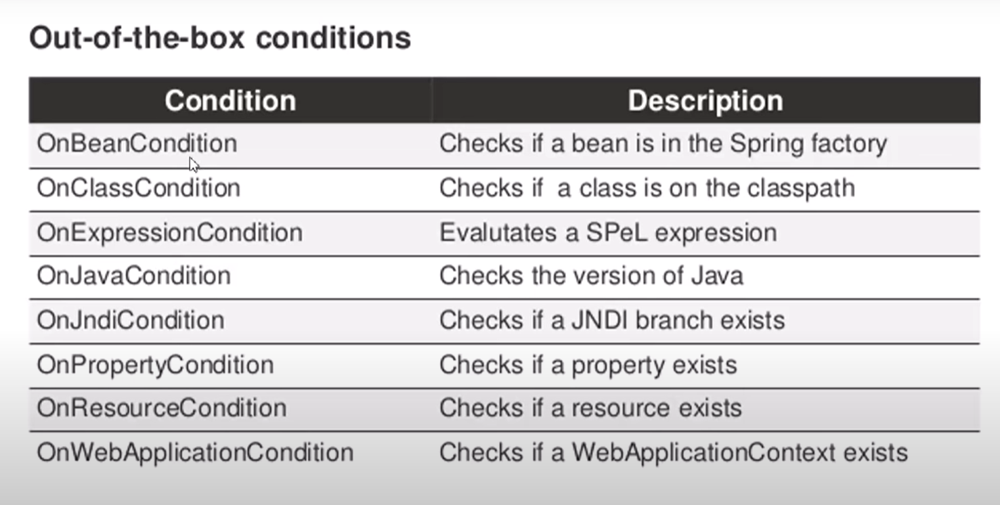 Out-of-the-box conditions
Condition Description
OnBeanCondition Checks if a bean is in the Spring factory
OnClassCondition Checks if a class is on the classpath
OnExpressionCondition Evalutates a SPeL expression
OnJavaCondition Checks the version of Java
OnJndiCondition Checks if a JNDI branch exists
OnPropertyCondition Checks if a property exists
OnResourceCondition Checks if a resource exists
OnWebApplicationCondition Checks if a WebApplicationContext exists